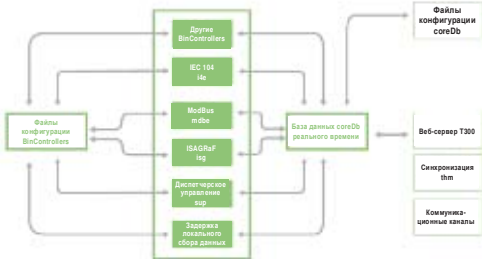 Файлы
конфигурации
BinControllers
Другие
BinControllers
IEC 104
i4e
ModBus
mdbe
ISAGRaF
isg
Диспетчерское
управление
sup
Задержка
локального
сбора данных
База данных coreDb
реального времени
Файлы
конфигурации
coreDb
Веб-сервер T300
Синхронизация
thm
Коммуника-
ционные каналы